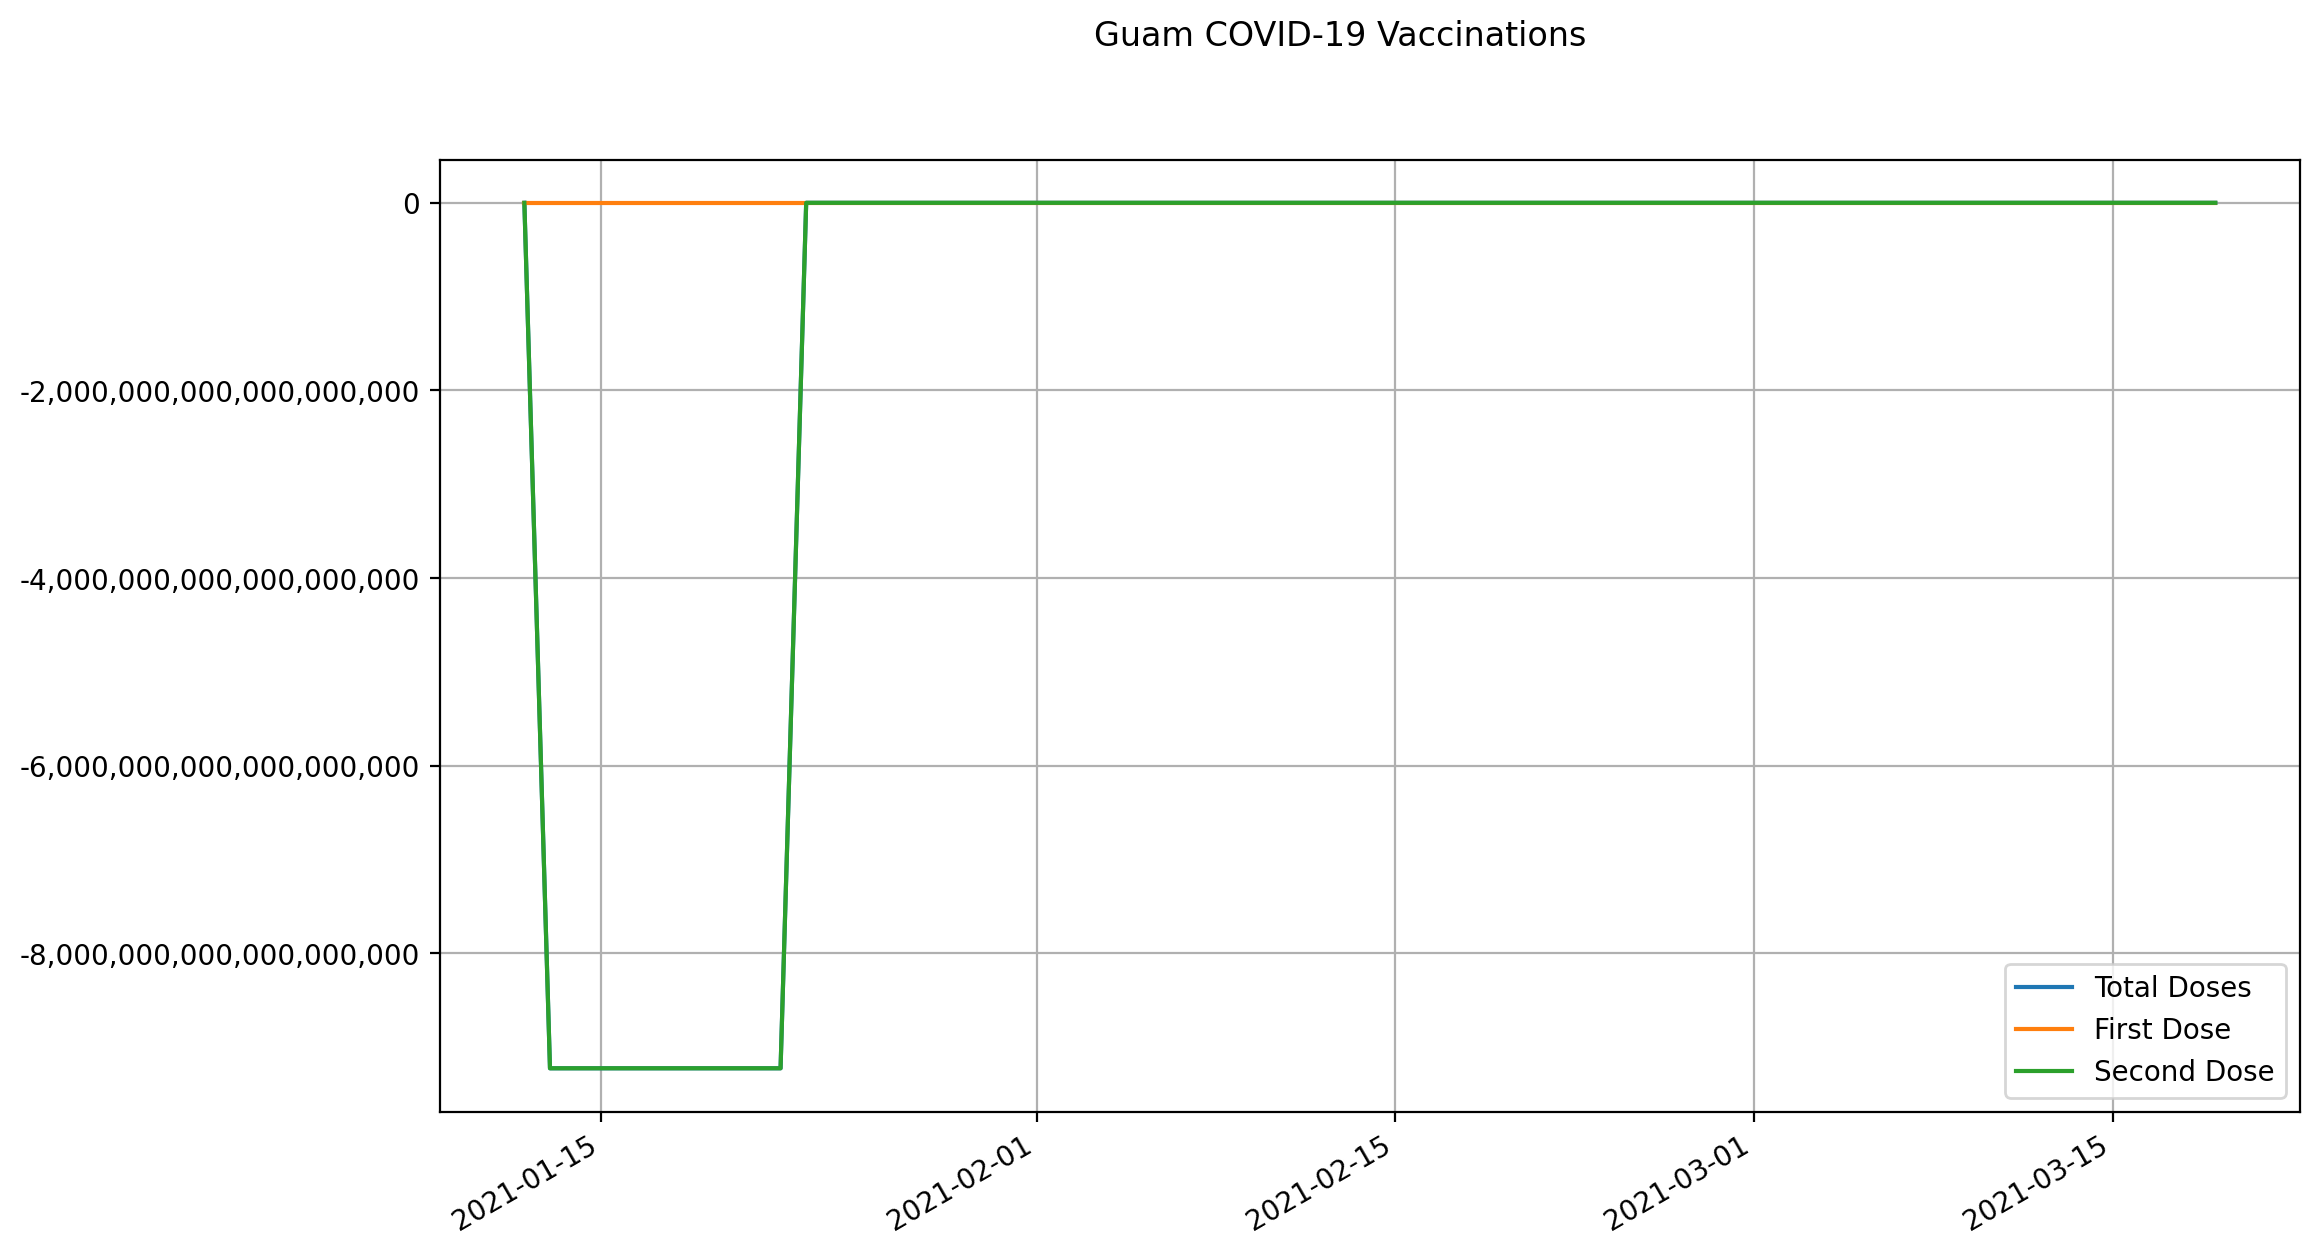 Guam COVID-19 Vaccinations
0
-2,000,000,000,000,000,000
-4,000,000,000,000,000,000
-6,000,000,000,000,000,000
-8,000,000,000,000,000,000
Total Doses
First Dose
Second Dose
2021-01-15
2021-02-01
2021-02-15
2021-03-01
2021-03-15